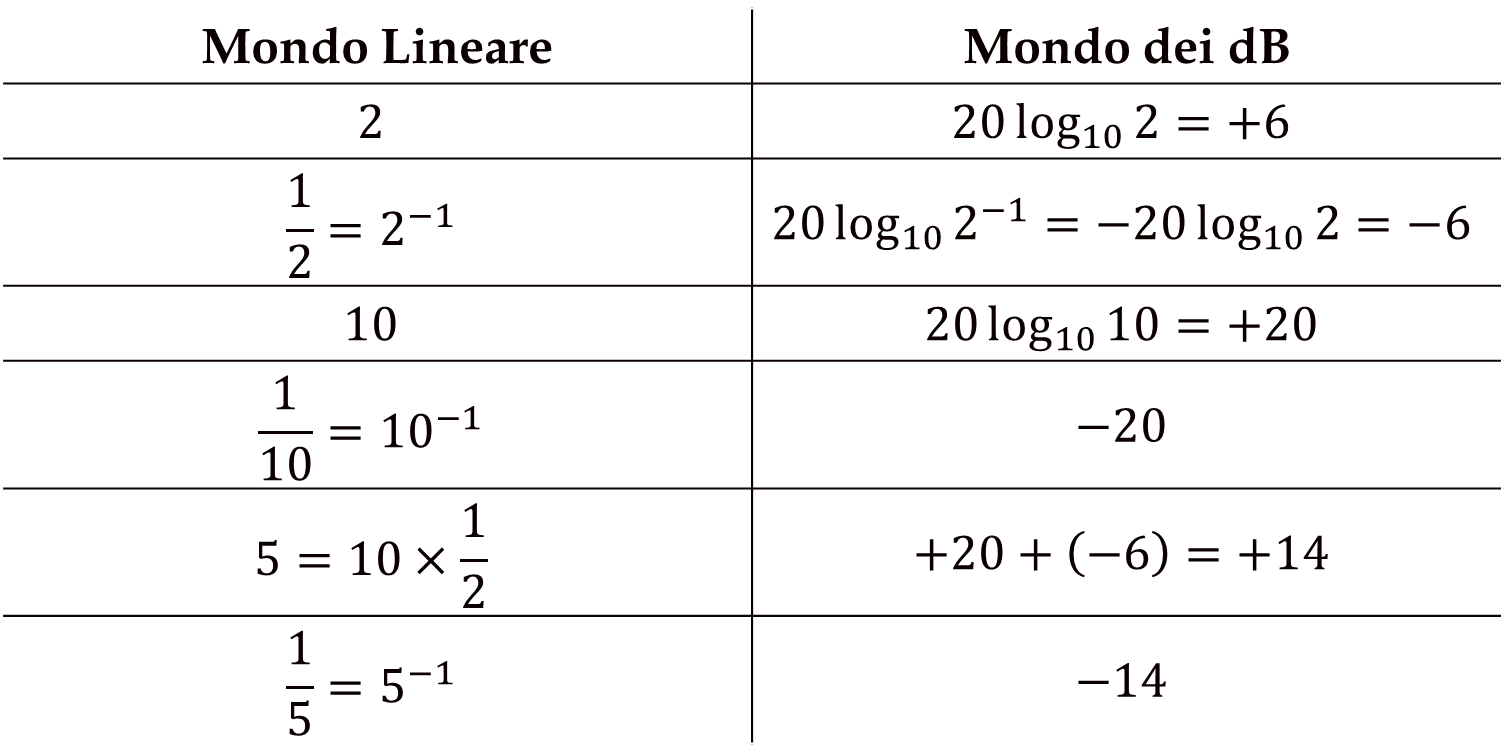 Mondo Lineare	Mondo dei dB
2	20 log₁₀ 2 = +6
1/2 = 2⁻¹	20 log₁₀ 2⁻¹ = −20 log₁₀ 2 = −6
10	20 log₁₀ 10 = +20
1/10 = 10⁻¹	−20
5 = 10 × 1/2	+20 + (−6) = +14
1/5 = 5⁻¹	−14